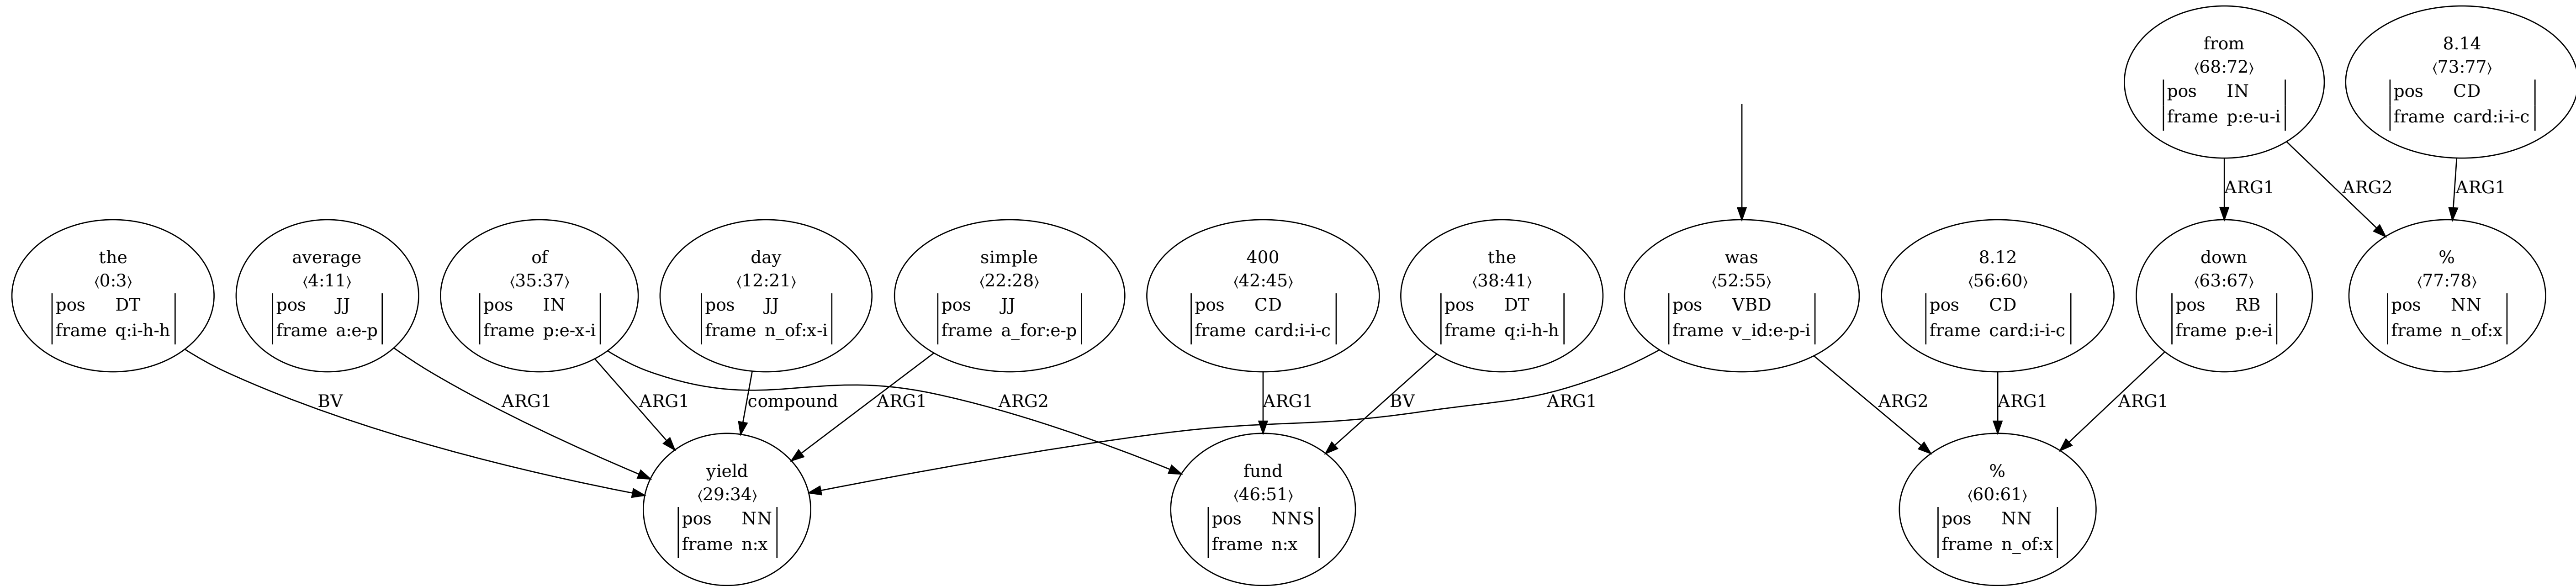 from
⟨68:72⟩
pos IN
frame p:e-u-i
8.14
⟨73:77⟩
pos CD
frame card:i-i-c
ARG1
ARG2
ARG1
the
⟨0:3⟩
pos DT
frame q:i-h-h
average
⟨4:11⟩
pos JJ
frame a:e-p
of
⟨35:37⟩
pos IN
frame p:e-x-i
day
⟨12:21⟩
pos JJ
frame n_of:x-i
simple
⟨22:28⟩
pos JJ
frame a_for:e-p
400
⟨42:45⟩
pos CD
frame card:i-i-c
the
⟨38:41⟩
pos DT
frame q:i-h-h
was
⟨52:55⟩
pos VBD
frame v_id:e-p-i
8.12
⟨56:60⟩
pos CD
frame card:i-i-c
down
⟨63:67⟩
pos RB
frame p:e-i
%
⟨77:78⟩
pos NN
frame n_of:x
BV
ARG1
ARG1
compound
ARG1
ARG2
ARG1
BV
ARG1
ARG2
ARG1
ARG1
yield
⟨29:34⟩
pos NN
frame n:x
fund
⟨46:51⟩
pos NNS
frame n:x
%
⟨60:61⟩
pos NN
frame n_of:x